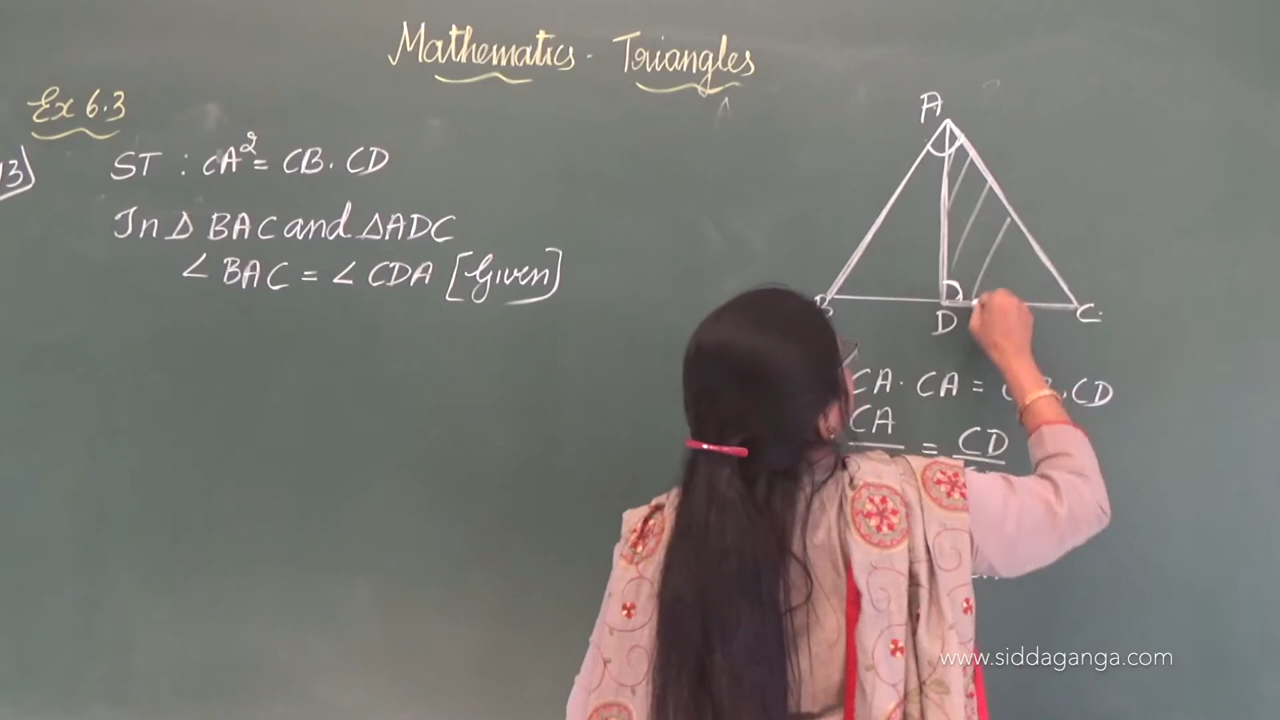 Mathematics - Triangles
Ex 6.3
13)
ST : CA² = CB. CD
In Δ BAC and ΔADC
∠ BAC = ∠ CDA [Given]
A
B
D
C
CA. CA = . CD
CA
= CD
www.siddaganga.com